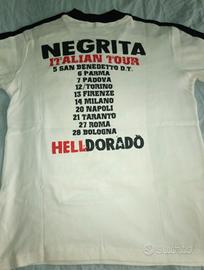 NEGRITA
ITALIAN TOUR
5 SAN BENEDETTO D.T.
6 PARMA
7 PADOVA
12/TORINO
13 FIRENZE
14 MILANO
20 NAPOLI
21 TARANTO
27 ROMA
28 BOLOGNA
HELLDORADO
subito